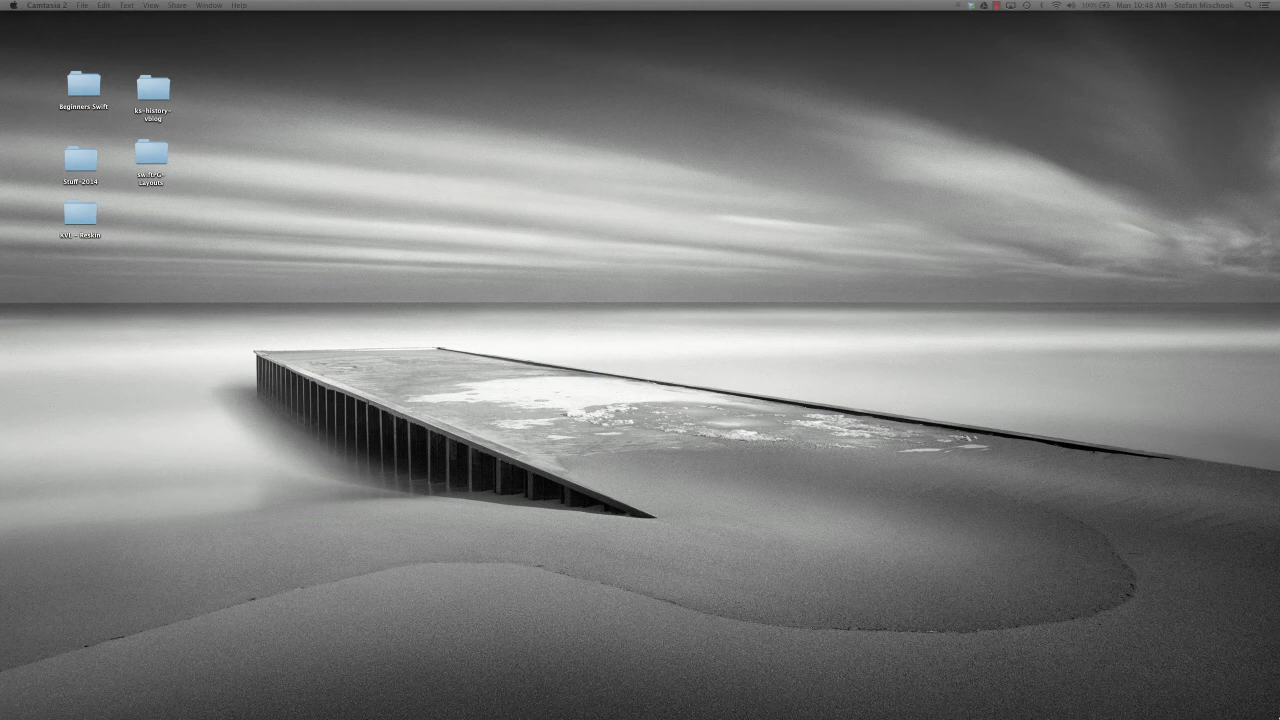 Camtasia 2 File Edit Text View Share Window Help
100% Mon 10:48 AM Stefan Mischook
Beginners Swift
ks-history-
vblog
Stuff-2014
swift-G-
Layouts
KVL - Reskin